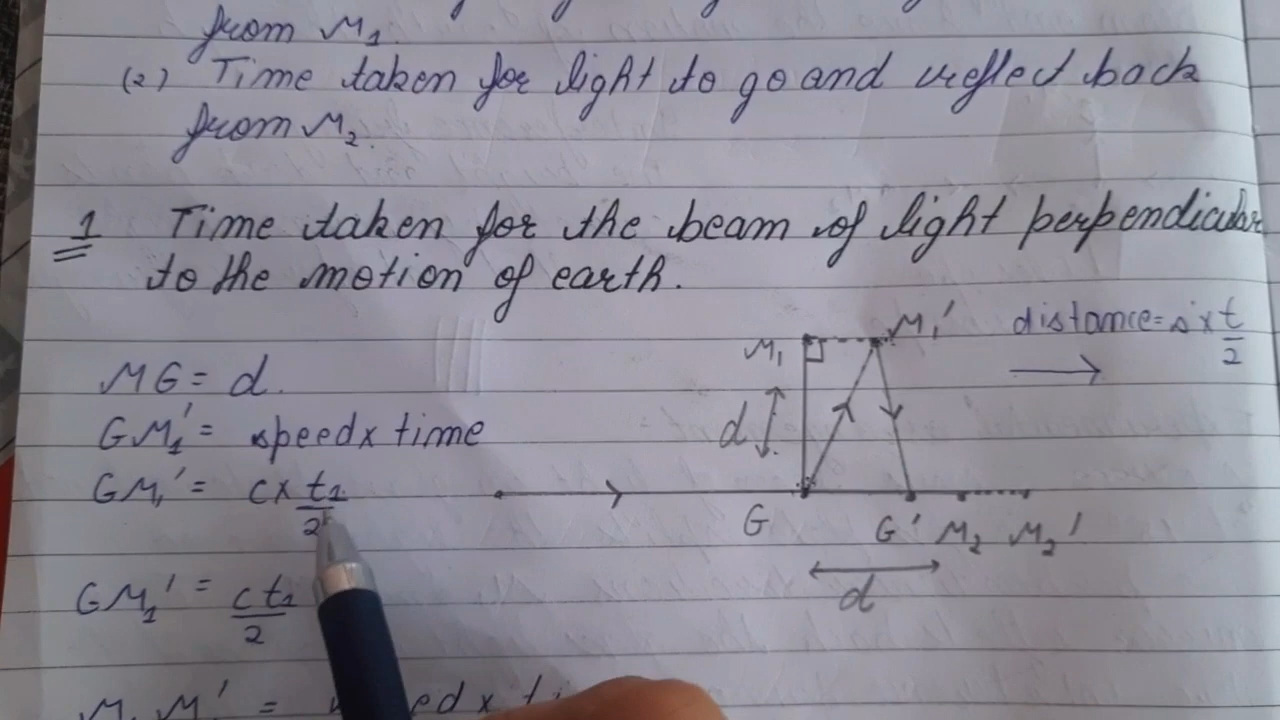 from M₁.
(2) Time taken for light to go and reflect back
from M₂.
1 Time taken for the beam of light perpendicular
to the motion of earth.
M₁ M₁' distance = s × t/2
MG = d.
d
GM₁' = speed × time
GM₁' = c × t₁/2
G G' M₂ M₂'
d
GM₁' = ct₁/2
M₁M₁' =